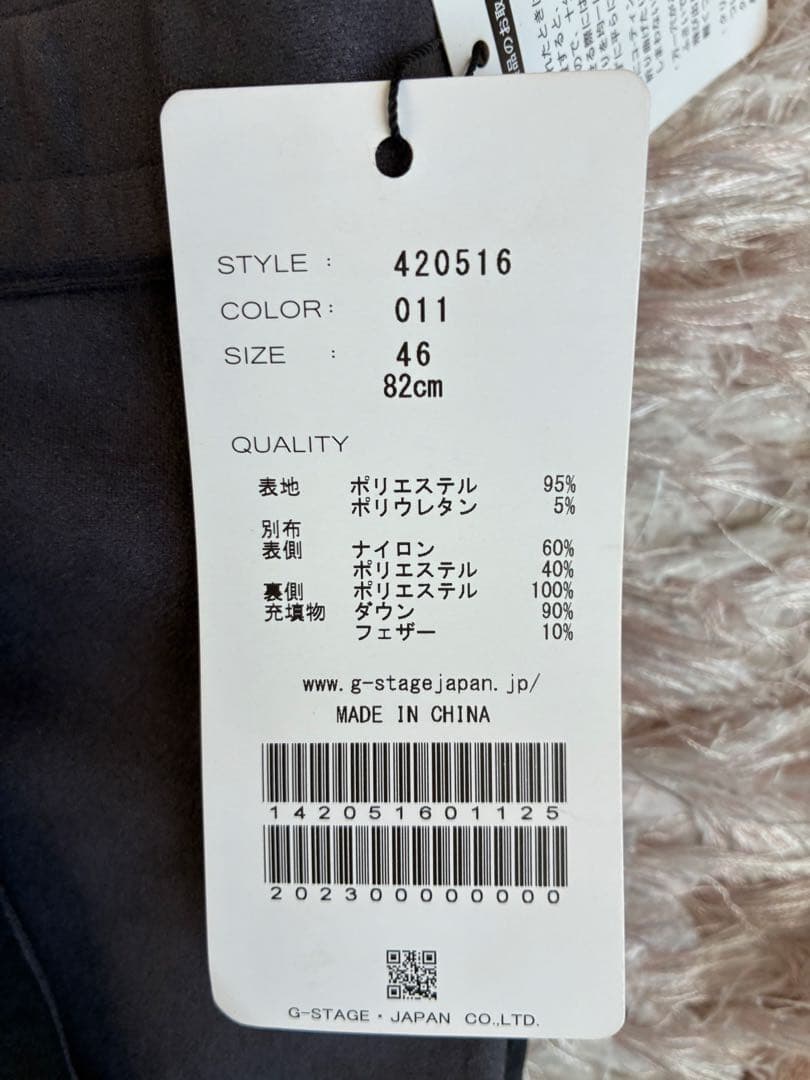 STYLE : 420516
COLOR: 011
SIZE : 46
82cm
QUALITY
表地 ポリエステル 95%
ポリウレタン 5%
別布
表側 ナイロン 60%
ポリエステル 40%
裏側 ポリエステル 100%
充填物 ダウン 90%
フェザー 10%
www.g-stagejapan.jp/
MADE IN CHINA
142051601125
2023000000000
G-STAGE・JAPAN CO.,LTD.